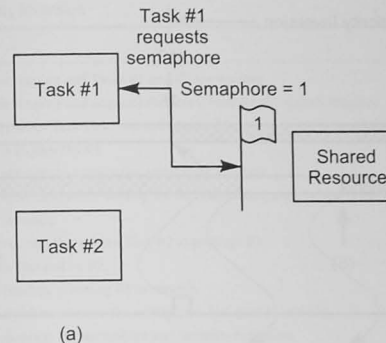 Task #1
requests
semaphore
Task #1
Semaphore = 1
1
Shared
Resource
Task #2
(a)